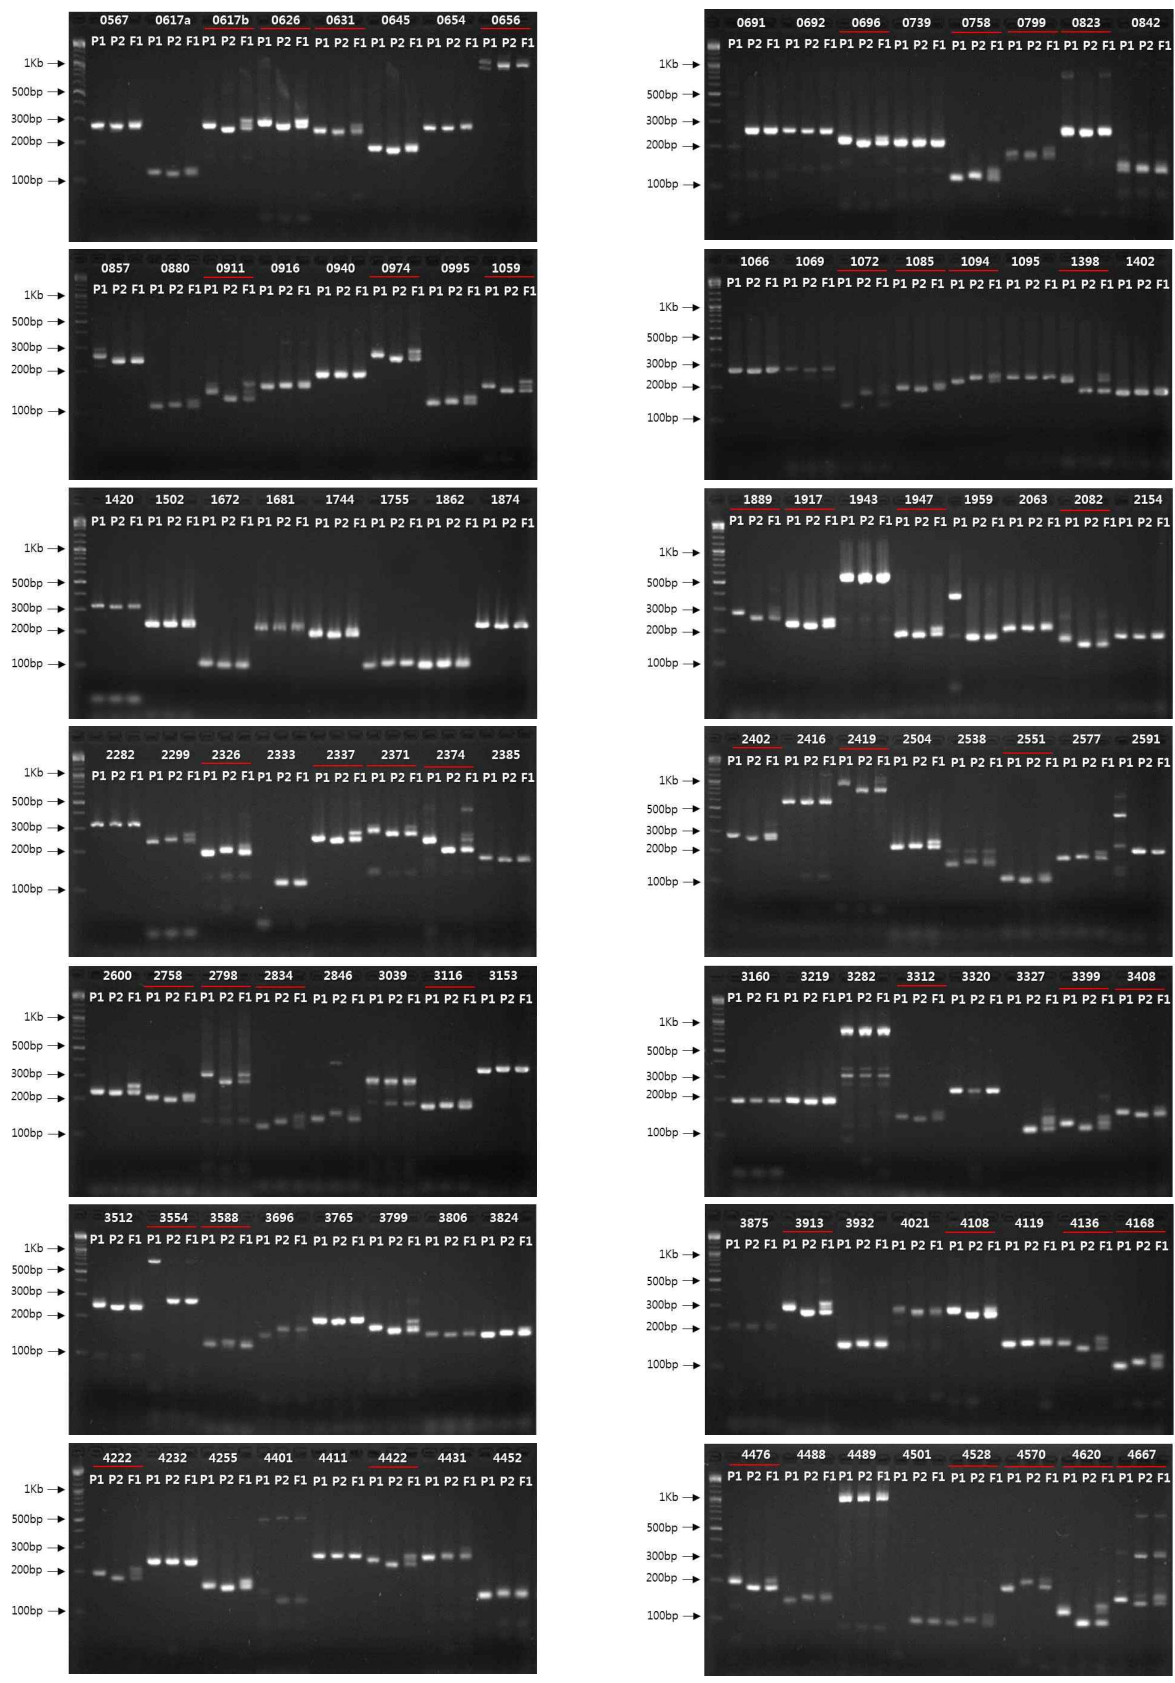 0567 0617a 0617b 0626 0631 0645 0654 0656
P1 P2 F1 P1 P2 F1 P1 P2 F1 P1 P2 F1 P1 P2 F1 P1 P2 F1 P1 P2 F1 P1 P2 F1
1Kb
500bp
300bp
200bp
100bp
0691 0692 0696 0739 0758 0799 0823 0842
P1 P2 F1 P1 P2 F1 P1 P2 F1 P1 P2 F1 P1 P2 F1 P1 P2 F1 P1 P2 F1 P1 P2 F1
1Kb
500bp
300bp
200bp
100bp
0857 0880 0911 0916 0940 0974 0995 1059
P1 P2 F1 P1 P2 F1 P1 P2 F1 P1 P2 F1 P1 P2 F1 P1 P2 F1 P1 P2 F1 P1 P2 F1
1Kb
500bp
300bp
200bp
100bp
1066 1069 1072 1085 1094 1095 1398 1402
P1 P2 F1 P1 P2 F1 P1 P2 F1 P1 P2 F1 P1 P2 F1 P1 P2 F1 P1 P2 F1 P1 P2 F1
1Kb
500bp
300bp
200bp
100bp
1420 1502 1672 1681 1744 1755 1862 1874
P1 P2 F1 P1 P2 F1 P1 P2 F1 P1 P2 F1 P1 P2 F1 P1 P2 F1 P1 P2 F1 P1 P2 F1
1Kb
500bp
300bp
200bp
100bp
1889 1917 1943 1947 1959 2063 2082 2154
P1 P2 F1 P1 P2 F1 P1 P2 F1 P1 P2 F1 P1 P2 F1 P1 P2 F1 P1 P2 F1 P1 P2 F1
1Kb
500bp
300bp
200bp
100bp
2282 2299 2326 2333 2337 2371 2374 2385
P1 P2 F1 P1 P2 F1 P1 P2 F1 P1 P2 F1 P1 P2 F1 P1 P2 F1 P1 P2 F1 P1 P2 F1
1Kb
500bp
300bp
200bp
100bp
2402 2416 2419 2504 2538 2551 2577 2591
P1 P2 F1 P1 P2 F1 P1 P2 F1 P1 P2 F1 P1 P2 F1 P1 P2 F1 P1 P2 F1 P1 P2 F1
1Kb
500bp
300bp
200bp
100bp
2600 2758 2798 2834 2846 3039 3116 3153
P1 P2 F1 P1 P2 F1 P1 P2 F1 P1 P2 F1 P1 P2 F1 P1 P2 F1 P1 P2 F1 P1 P2 F1
1Kb
500bp
300bp
200bp
100bp
3160 3219 3282 3312 3320 3327 3399 3408
P1 P2 F1 P1 P2 F1 P1 P2 F1 P1 P2 F1 P1 P2 F1 P1 P2 F1 P1 P2 F1 P1 P2 F1
1Kb
500bp
300bp
200bp
100bp
3512 3554 3588 3696 3765 3799 3806 3824
P1 P2 F1 P1 P2 F1 P1 P2 F1 P1 P2 F1 P1 P2 F1 P1 P2 F1 P1 P2 F1 P1 P2 F1
1Kb
500bp
300bp
200bp
100bp
3875 3913 3932 4021 4108 4119 4136 4168
P1 P2 F1 P1 P2 F1 P1 P2 F1 P1 P2 F1 P1 P2 F1 P1 P2 F1 P1 P2 F1 P1 P2 F1
1Kb
500bp
300bp
200bp
100bp
4222 4232 4255 4401 4411 4422 4431 4452
P1 P2 F1 P1 P2 F1 P1 P2 F1 P1 P2 F1 P1 P2 F1 P1 P2 F1 P1 P2 F1 P1 P2 F1
1Kb
500bp
300bp
200bp
100bp
4476 4488 4489 4501 4528 4570 4620 4667
P1 P2 F1 P1 P2 F1 P1 P2 F1 P1 P2 F1 P1 P2 F1 P1 P2 F1 P1 P2 F1 P1 P2 F1
1Kb
500bp
300bp
200bp
100bp